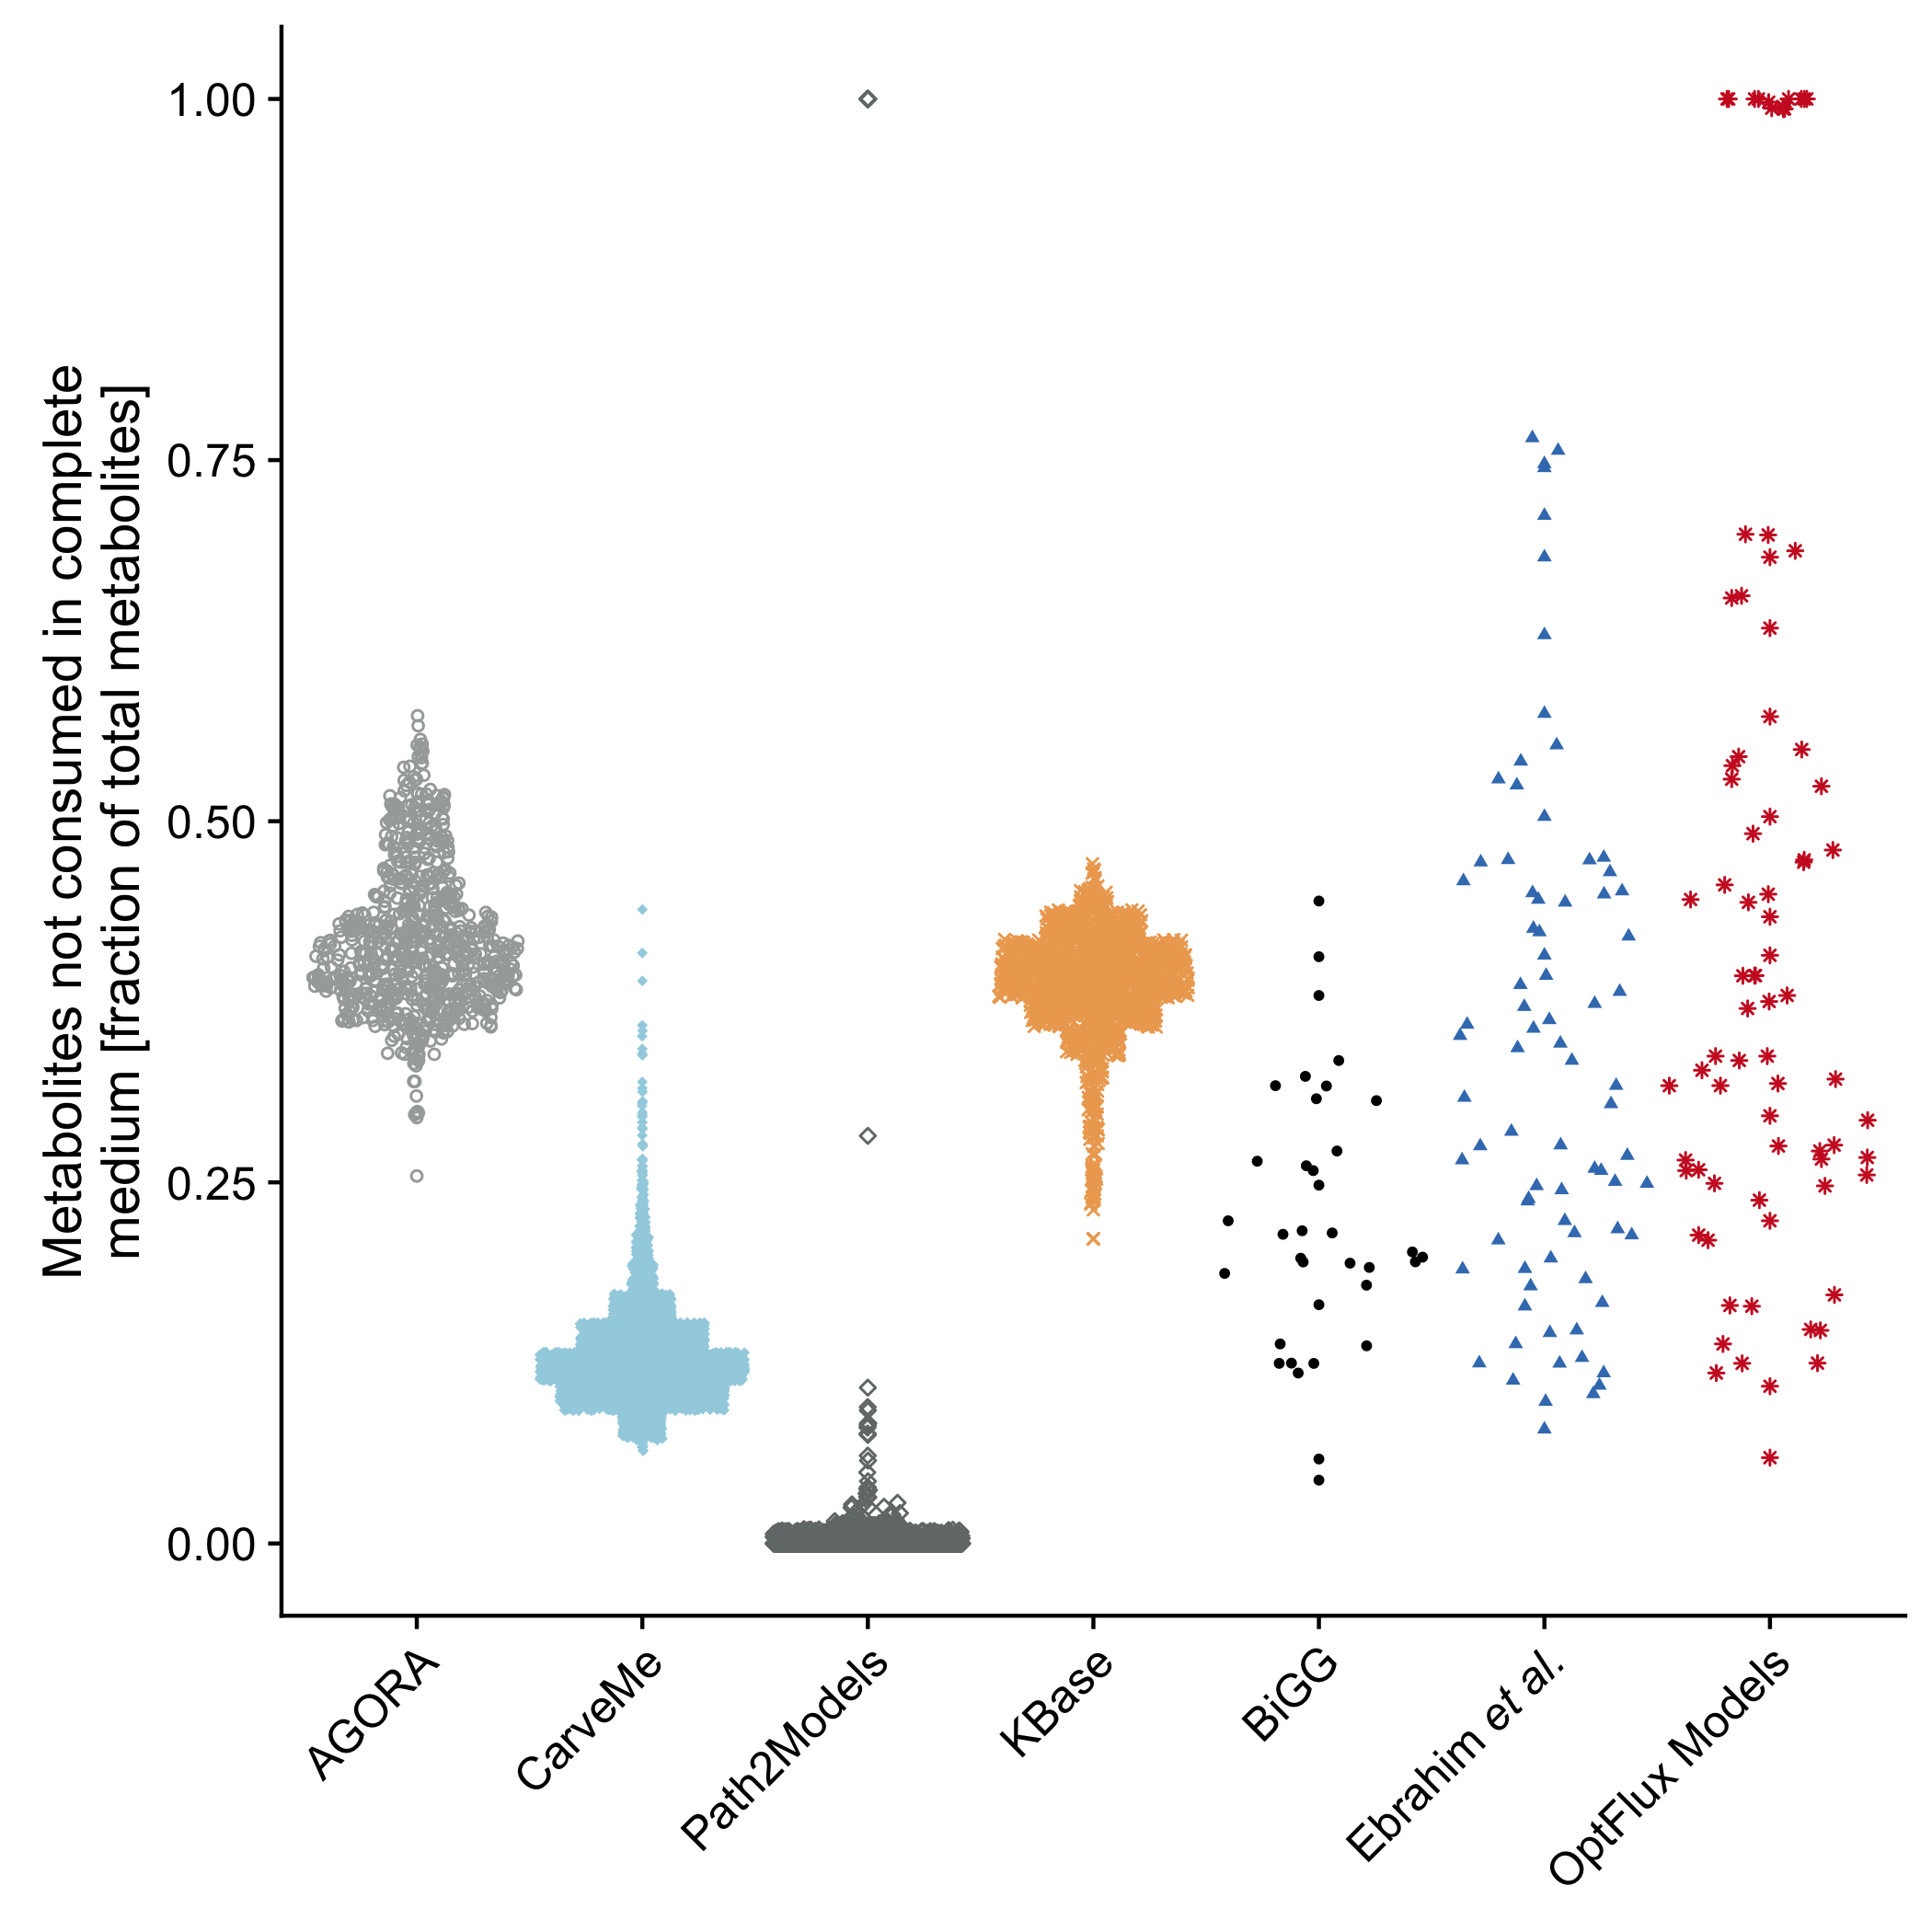 Metabolites not consumed in complete
medium [fraction of total metabolites]
1.00
0.75
0.50
0.25
0.00
AGORA
CarveMe
Path2Models
KBase
BiGG
Ebrahim et al.
OptFlux Models